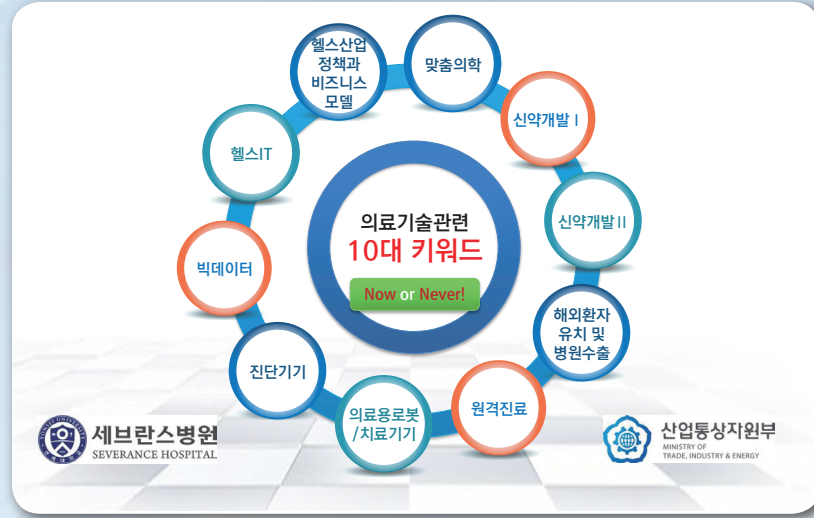 의료기술관련
10대 키워드
Now or Never!
헬스산업
정책과
비즈니스
모델
맞춤의학
신약개발 Ⅰ
신약개발 Ⅱ
해외환자
유치 및
병원수출
원격진료
의료용로봇
/치료기기
진단기기
빅데이터
헬스IT
세브란스병원
SEVERANCE HOSPITAL
산업통상자원부
MINISTRY OF
TRADE, INDUSTRY & ENERGY